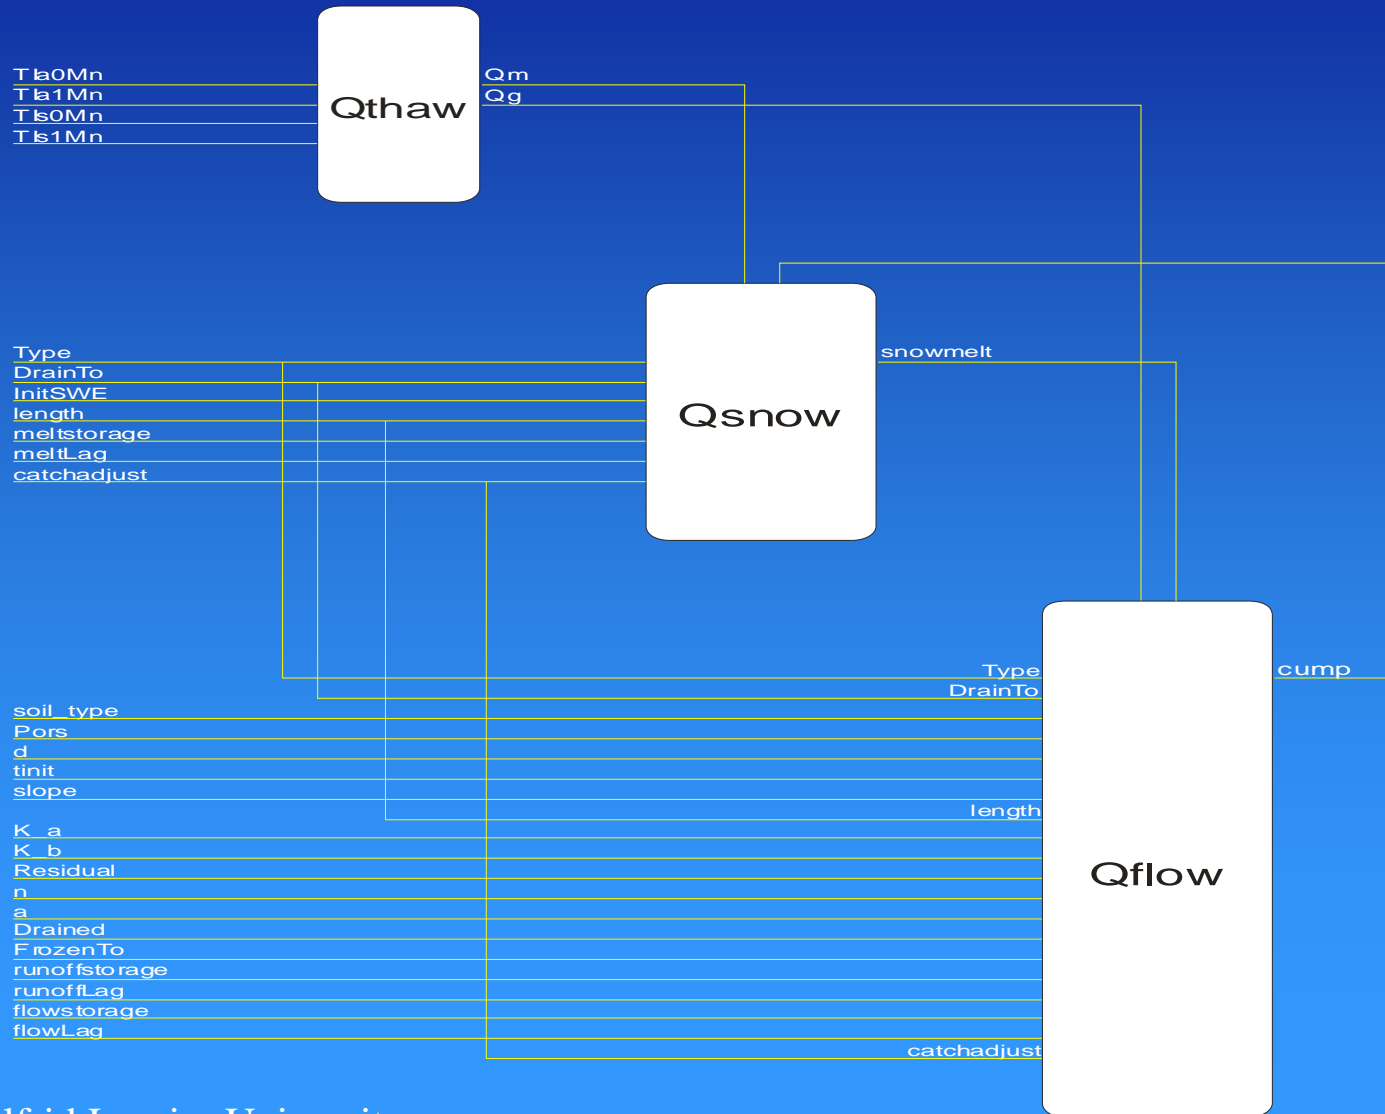 TIa0Mn
Qm
TIa1Mn
Qg
Qthaw
TIs0Mn
TIs1Mn
Type
snowmelt
DrainTo
InitSWE
length
Qsnow
meltstorage
meltLag
catchadjust
Type
cump
DrainTo
soil_type
Pors
d
tinit
slope
length
K_a
K_b
Residual
Qflow
n
a
Drained
FrozenTo
runoffstorage
runoffLag
flowstorage
flowLag
catchadjust